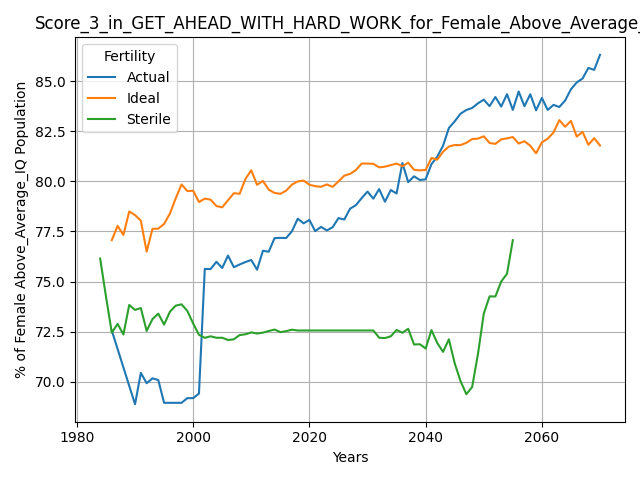 Score_3_in_GET_AHEAD_WITH_HARD_WORK_for_Female_Above_Average_
Fertility
Actual
Ideal
Sterile
% of Female Above_Average_IQ Population
85.0
82.5
80.0
77.5
75.0
72.5
70.0
1980
2000
2020
2040
2060
Years